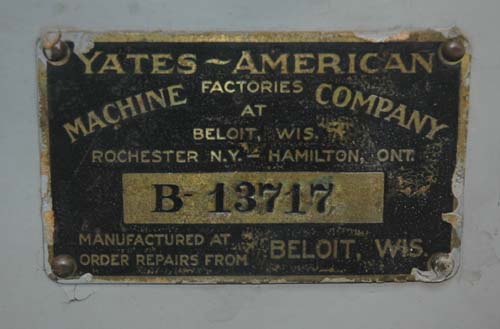 YATES~AMERICAN
MACHINE FACTORIES COMPANY
AT
BELOIT, WIS.
ROCHESTER N.Y.– HAMILTON, ONT.
B- 13717
MANUFACTURED AT
ORDER REPAIRS FROM BELOIT, WIS.